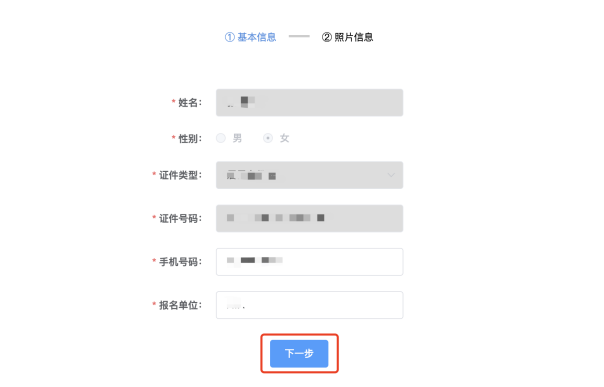 ① 基本信息 ② 照片信息
* 姓名：
* 性别： 男 女
* 证件类型：
* 证件号码：
* 手机号码：
* 报名单位：
下一步